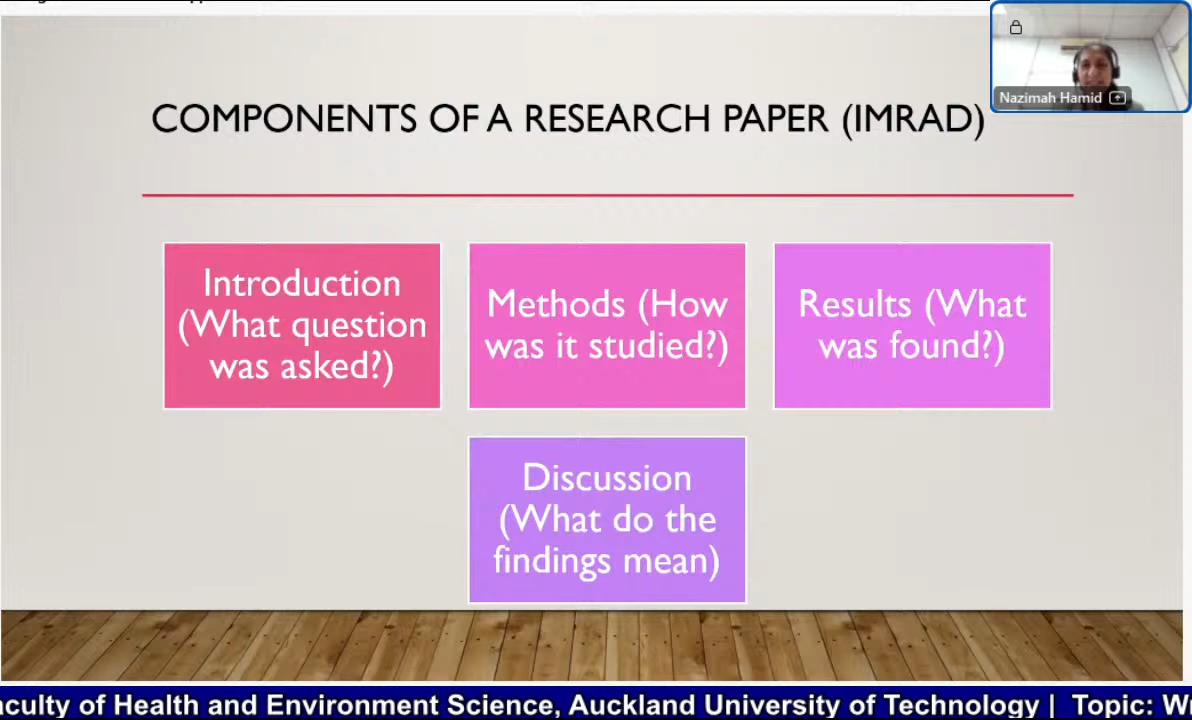 Nazimah Hamid
COMPONENTS OF A RESEARCH PAPER (IMRAD)
Introduction
(What question
was asked?)
Methods (How
was it studied?)
Results (What
was found?)
Discussion
(What do the
findings mean)
aculty of Health and Environment Science, Auckland University of Technology | Topic: W